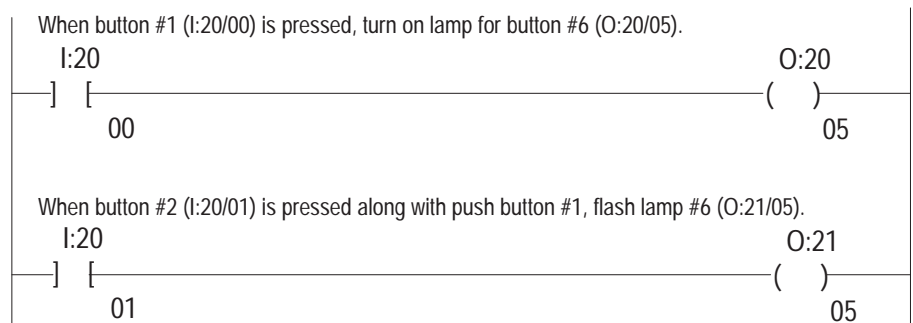 When button #1 (I:20/00) is pressed, turn on lamp for button #6 (O:20/05).
I:20 O:20
] [ ( )
00 05
When button #2 (I:20/01) is pressed along with push button #1, flash lamp #6 (O:21/05).
I:20 O:21
] [ ( )
01 05